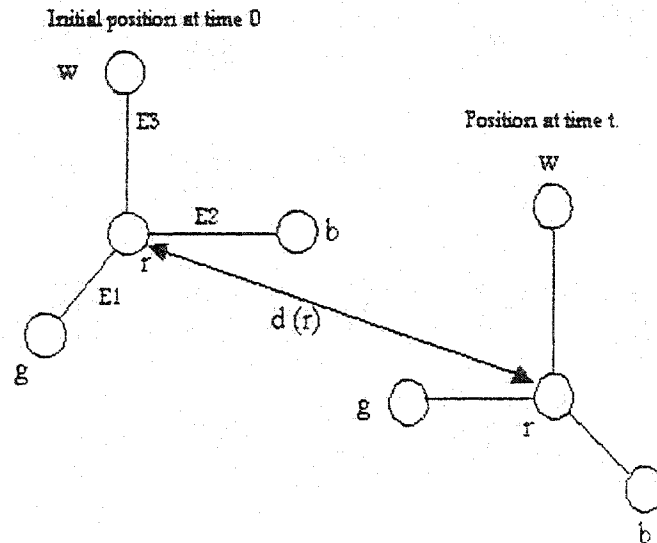 Initial position at time 0
w
E3
Position at time t.
w
E2
b
r
E1
d (r)
g
g
r
b